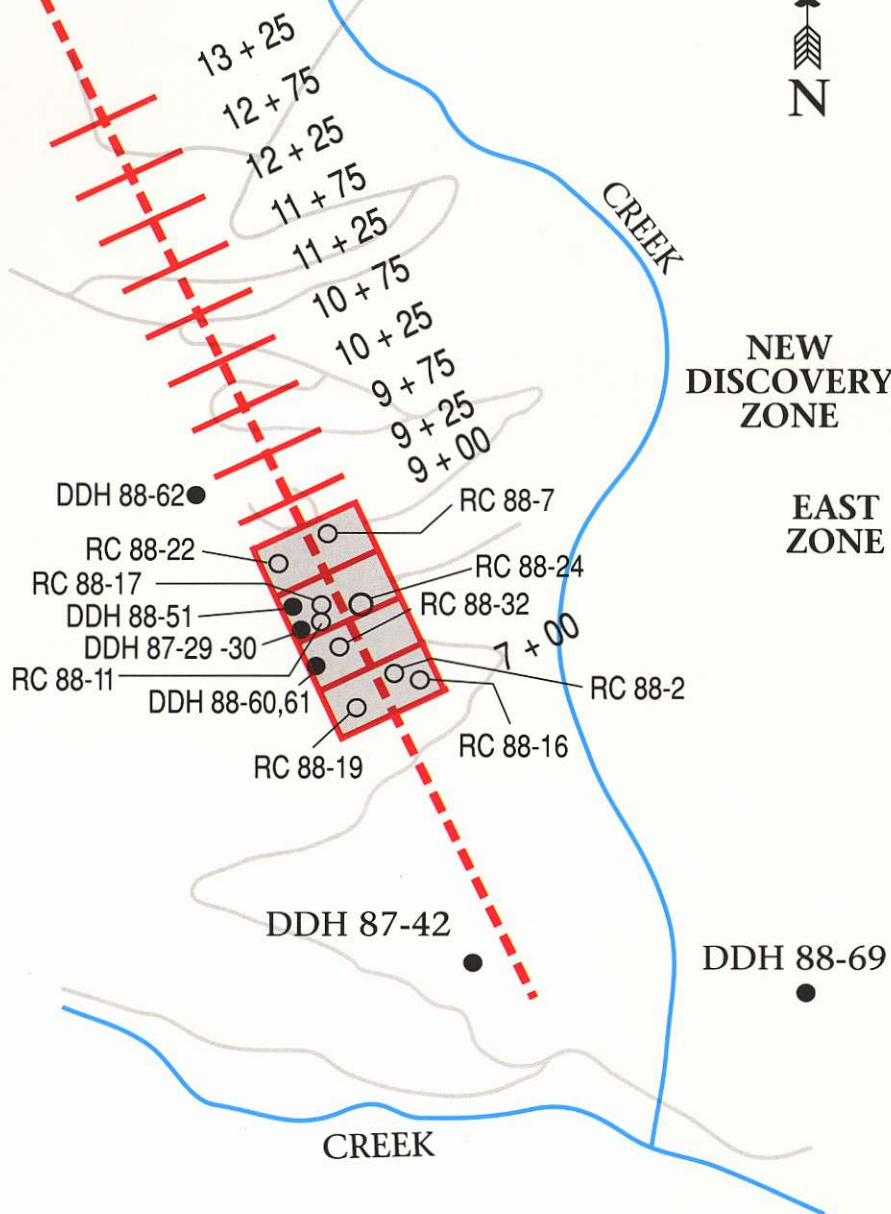 13 + 25
12 + 75
12 + 25
11 + 75
11 + 25
10 + 75
10 + 25
9 + 75
9 + 25
9 + 00
N
CREEK
NEW
DISCOVERY
ZONE
EAST
ZONE
DDH 88-62
RC 88-7
RC 88-22
RC 88-24
RC 88-17
RC 88-32
DDH 88-51
DDH 87-29 -30
7 + 00
RC 88-11
RC 88-2
DDH 88-60,61
RC 88-16
RC 88-19
DDH 87-42
DDH 88-69
CREEK